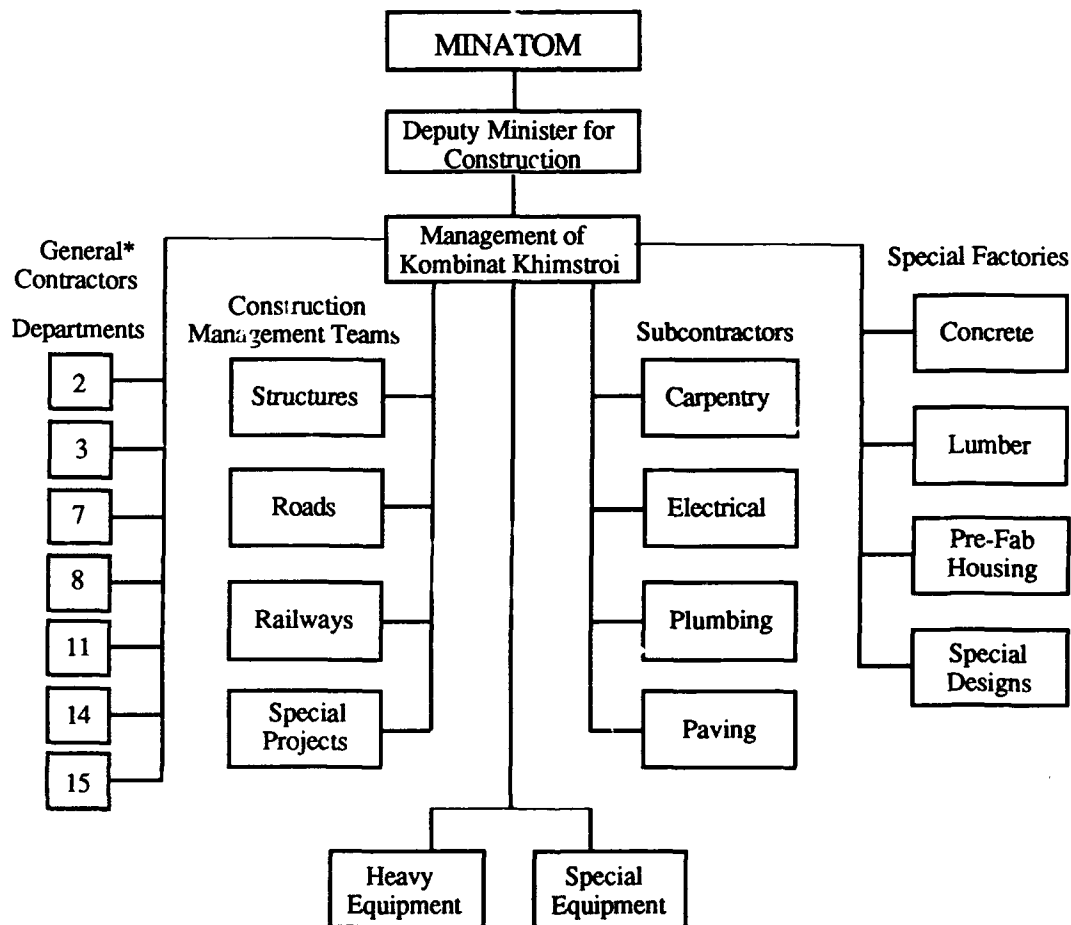 MINATOM
Deputy Minister for
Construction
Management of
Kombinat Khimstroi
General*
Contractors
Departments
2
3
7
8
11
14
15
Construction
Management Teams
Structures
Roads
Railways
Special
Projects
Subcontractors
Carpentry
Electrical
Plumbing
Paving
Special Factories
Concrete
Lumber
Pre-Fab
Housing
Special
Designs
Heavy
Equipment
Special
Equipment